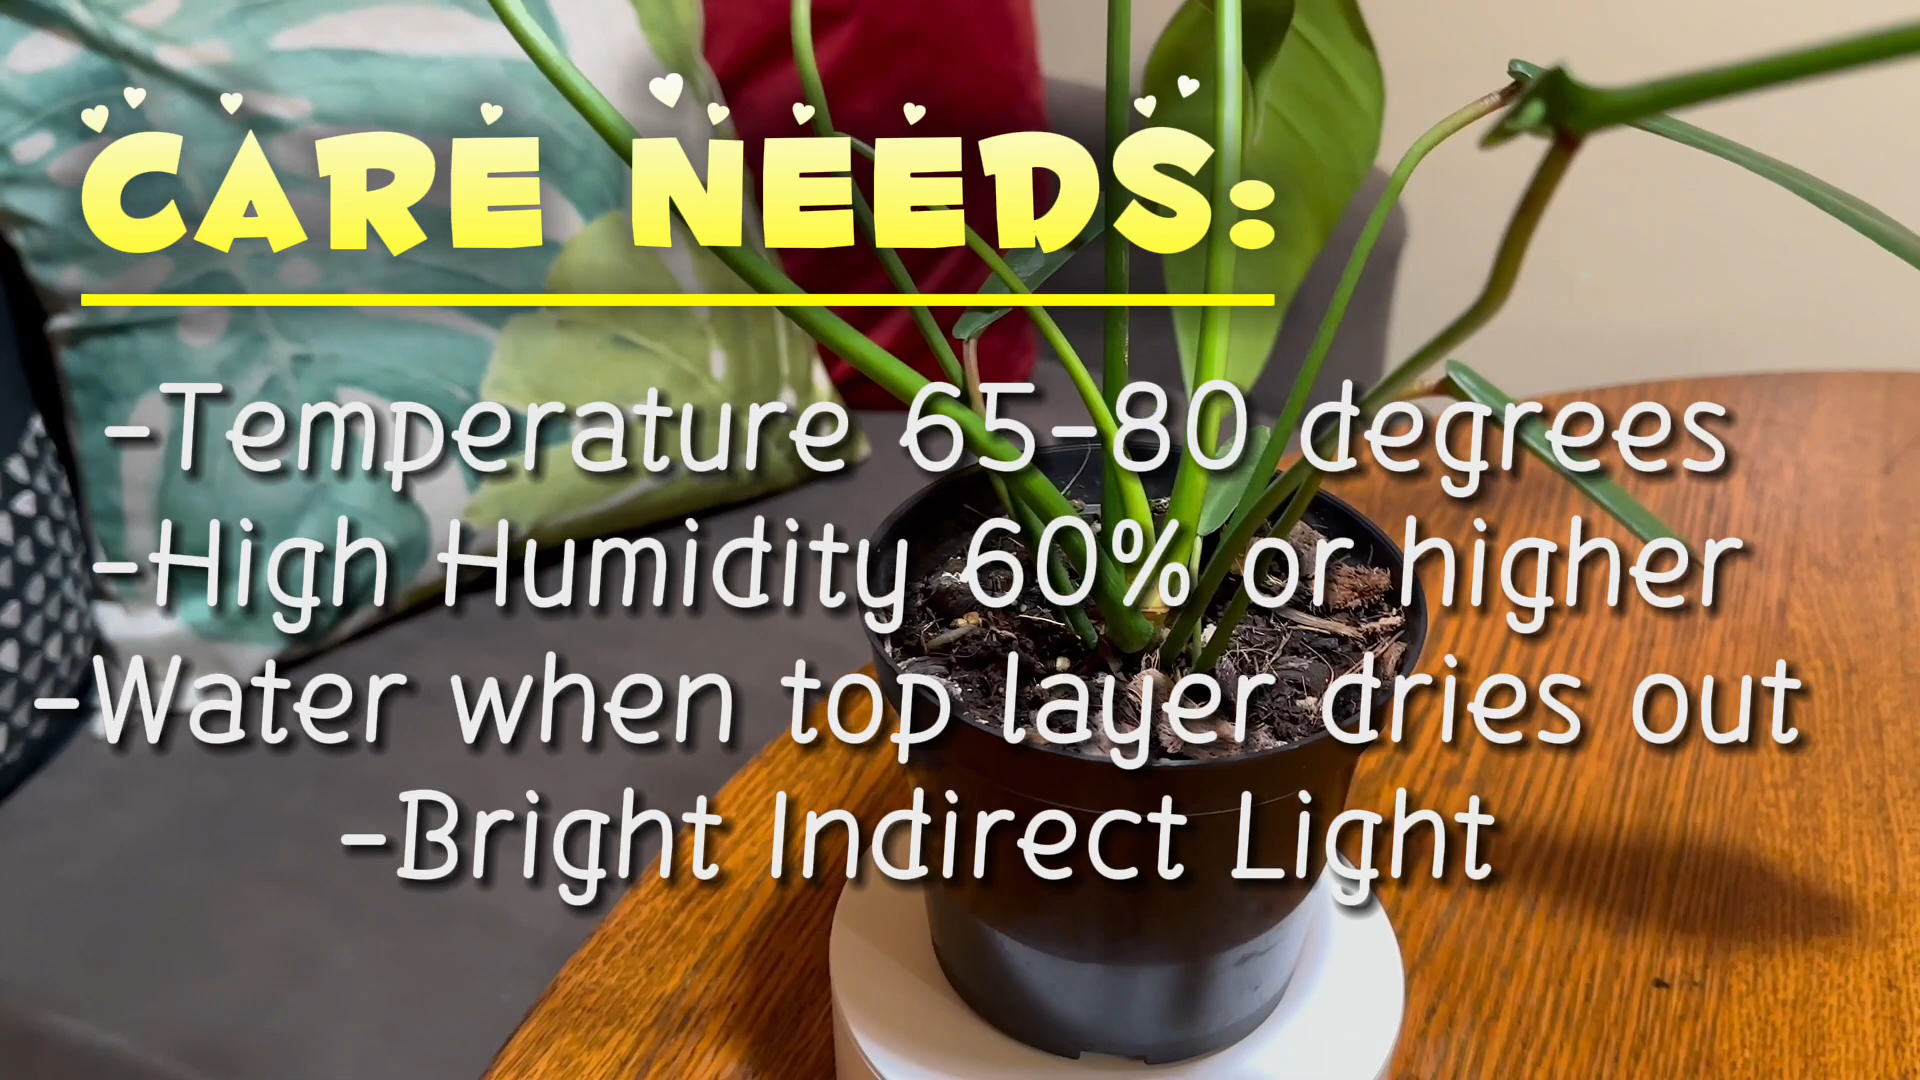 CARE NEEDS:
-Temperature 65-80 degrees
-High Humidity 60% or higher
-Water when top layer dries out
-Bright Indirect Light